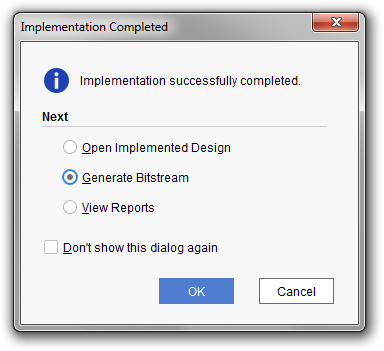 Implementation Completed
Implementation successfully completed.
Next
Open Implemented Design
Generate Bitstream
View Reports
Don't show this dialog again
OK
Cancel